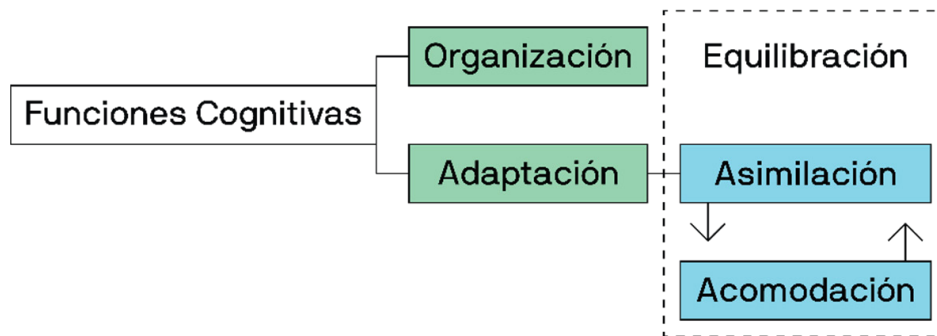 Organización
Equilibración
Funciones Cognitivas
Adaptación
Asimilación
Acomodación